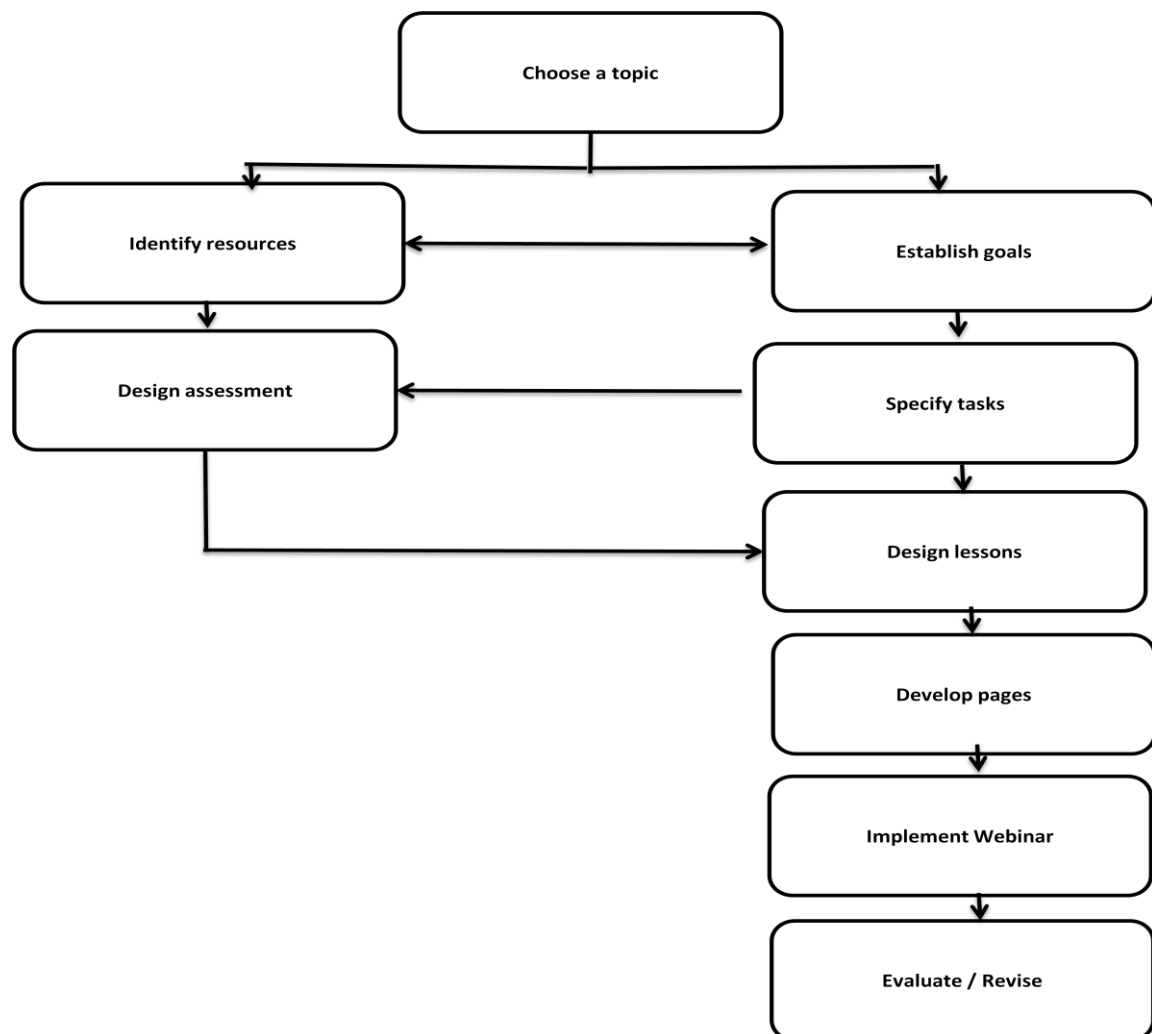 Choose a topic
Identify resources
Establish goals
Design assessment
Specify tasks
Design lessons
Develop pages
Implement Webinar
Evaluate / Revise